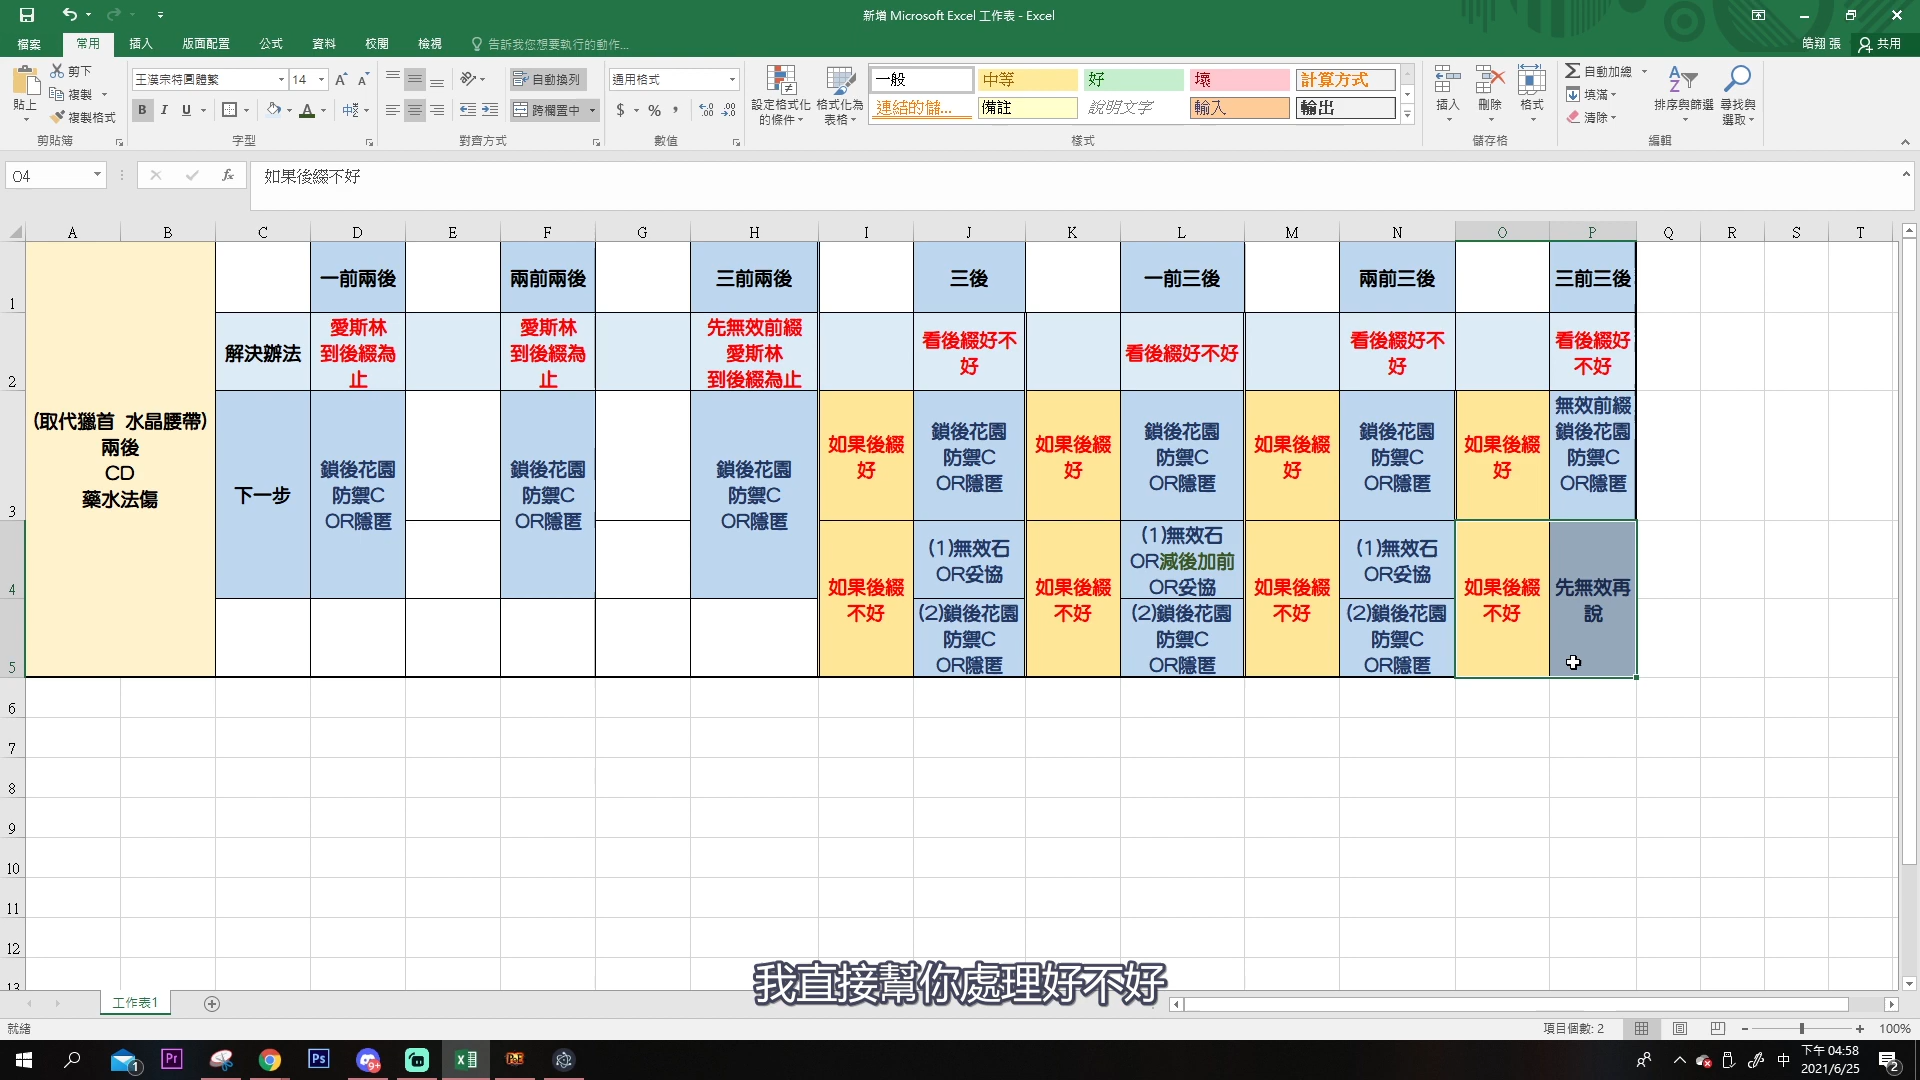 新增 Microsoft Excel 工作表 - Excel
檔案 常用 插入 版面配置 公式 資料 校閱 檢視 告訴我您想要執行的動作... 皓翔 張 共用
貼上 剪下 複製 複製格式 剪貼簿
王漢宗特圓體繁 14 B I U 字型
自動換列 跨欄置中 對齊方式
通用格式 $ % , 數值
設定格式化的條件 格式化為表格
一般 中等 好 壞 計算方式
連結的儲... 備註 說明文字 輸入 輸出
樣式
插入 刪除 格式 儲存格
自動加總 填滿 清除 排序與篩選 尋找與選取 編輯
O4 fx 如果後綴不好
A B C D E F G H I J K L M N O P Q R S T
1 一前兩後 兩前兩後 三前兩後 三後 一前三後 兩前三後 三前三後
(取代獵首 水晶腰帶)
兩後
CD
藥水法傷
2 解決辦法
愛斯林
到後綴為
止
愛斯林
到後綴為
止
先無效前綴
愛斯林
到後綴為止
看後綴好不
好
看後綴好不好
看後綴好不
好
看後綴好
不好
3 下一步
鎖後花園
防禦C
OR隱匿
鎖後花園
防禦C
OR隱匿
鎖後花園
防禦C
OR隱匿
如果後綴
好
鎖後花園
防禦C
OR隱匿
如果後綴
好
鎖後花園
防禦C
OR隱匿
如果後綴
好
鎖後花園
防禦C
OR隱匿
如果後綴
好
無效前綴
鎖後花園
防禦C
OR隱匿
4
如果後綴
不好
(1)無效石
OR妥協
如果後綴
不好
(1)無效石
OR減後加前
OR妥協
如果後綴
不好
(1)無效石
OR妥協
如果後綴
不好
先無效再
說
5
(2)鎖後花園
防禦C
OR隱匿
(2)鎖後花園
防禦C
OR隱匿
(2)鎖後花園
防禦C
OR隱匿
6
7
8
9
10
11
12
13
我直接幫你處理好不好
工作表1
就緒 項目個數: 2 100%
1 Pr Ps 9+ PoE 中 下午 04:58
2021/6/25 2